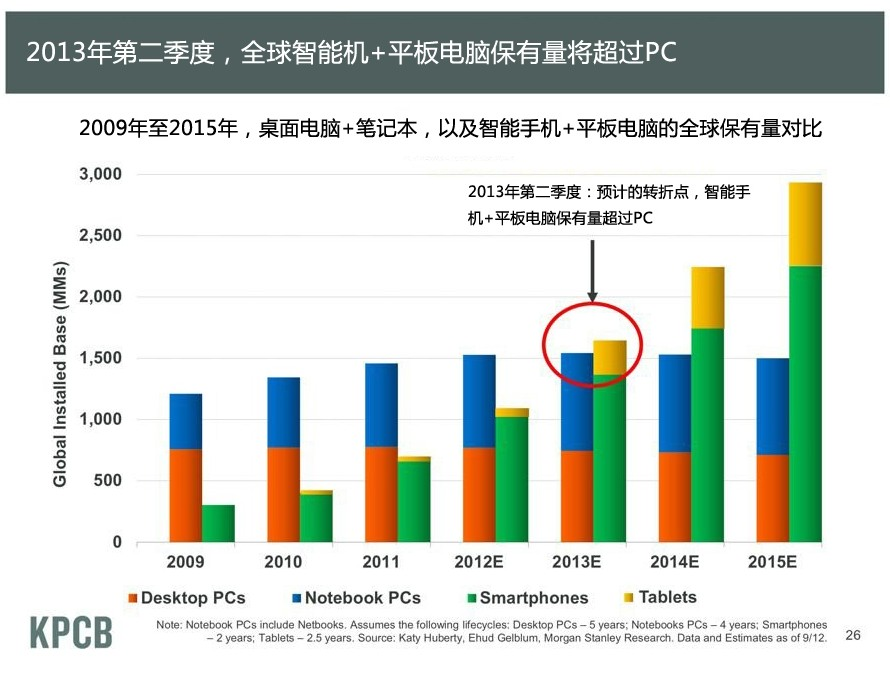 2013年第二季度，全球智能机+平板电脑保有量将超过PC
2009年至2015年，桌面电脑+笔记本，以及智能手机+平板电脑的全球保有量对比
3,000
2,500
2,000
1,500
1,000
500
0
Global Installed Base (MMs)
2013年第二季度：预计的转折点，智能手
机+平板电脑保有量超过PC
2009 2010 2011 2012E 2013E 2014E 2015E
Desktop PCs Notebook PCs Smartphones Tablets
KPCB
Note: Notebook PCs include Netbooks. Assumes the following lifecycles: Desktop PCs – 5 years; Notebooks PCs – 4 years; Smartphones
– 2 years; Tablets – 2.5 years. Source: Katy Huberty, Ehud Gelblum, Morgan Stanley Research. Data and Estimates as of 9/12.
26